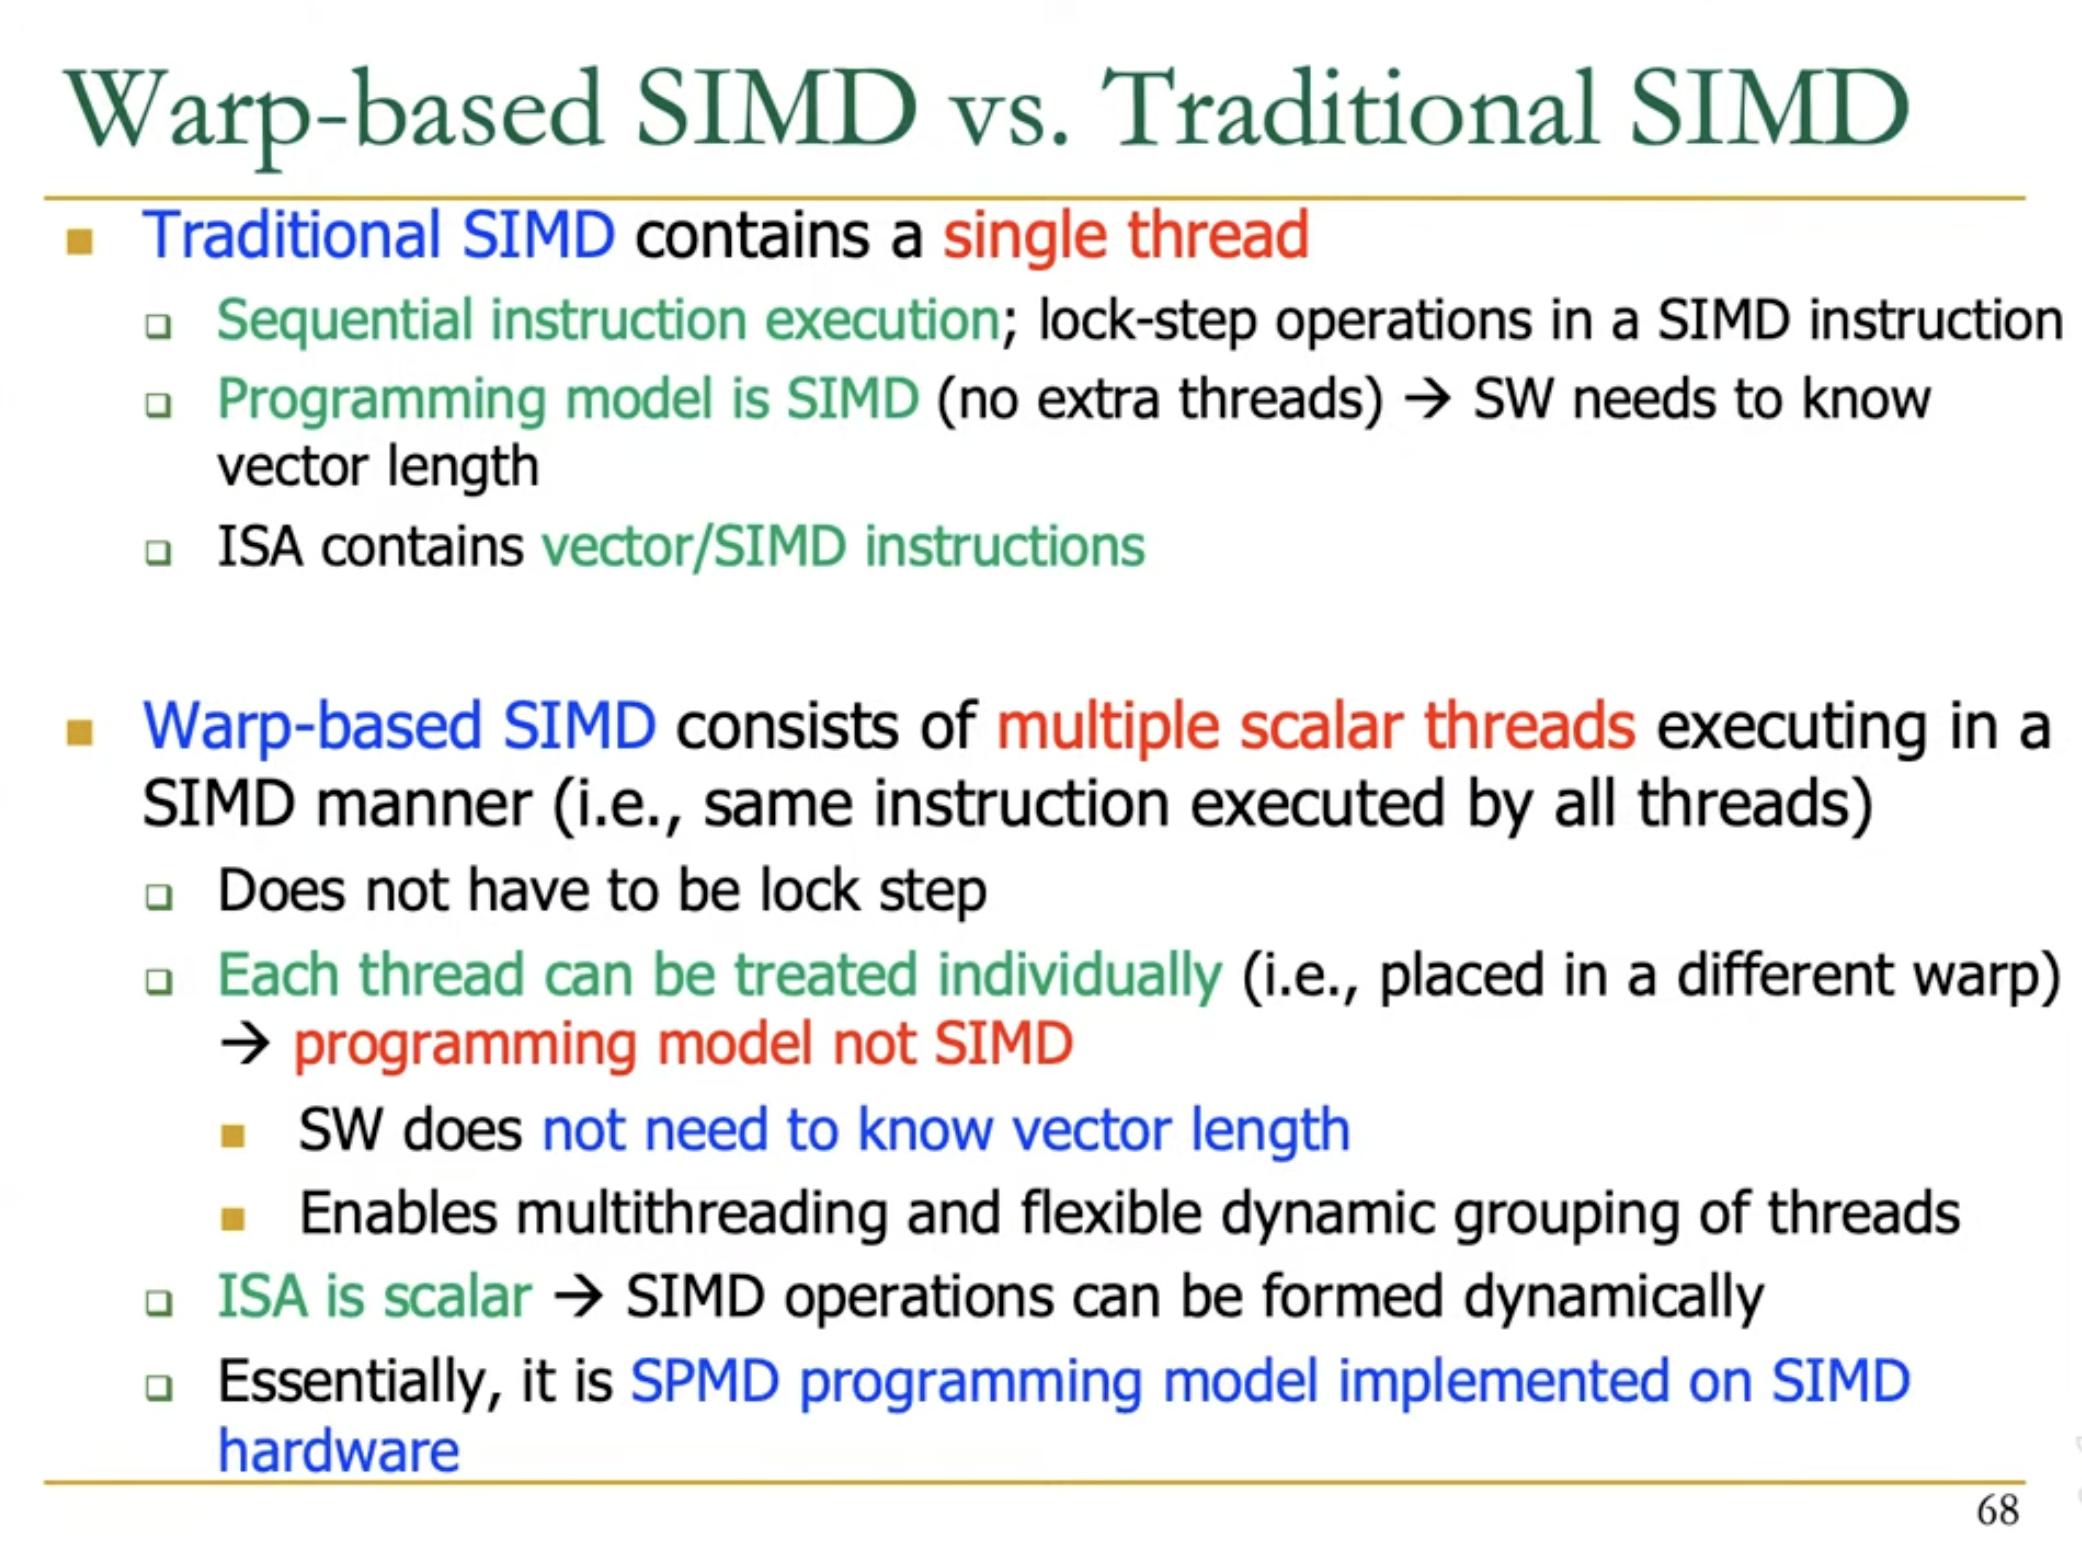 Warp-based SIMD vs. Traditional SIMD
Traditional SIMD contains a single thread
Sequential instruction execution; lock-step operations in a SIMD instruction
Programming model is SIMD (no extra threads) → SW needs to know
vector length
ISA contains vector/SIMD instructions
Warp-based SIMD consists of multiple scalar threads executing in a
SIMD manner (i.e., same instruction executed by all threads)
Does not have to be lock step
Each thread can be treated individually (i.e., placed in a different warp)
→ programming model not SIMD
SW does not need to know vector length
Enables multithreading and flexible dynamic grouping of threads
ISA is scalar → SIMD operations can be formed dynamically
Essentially, it is SPMD programming model implemented on SIMD
hardware
68